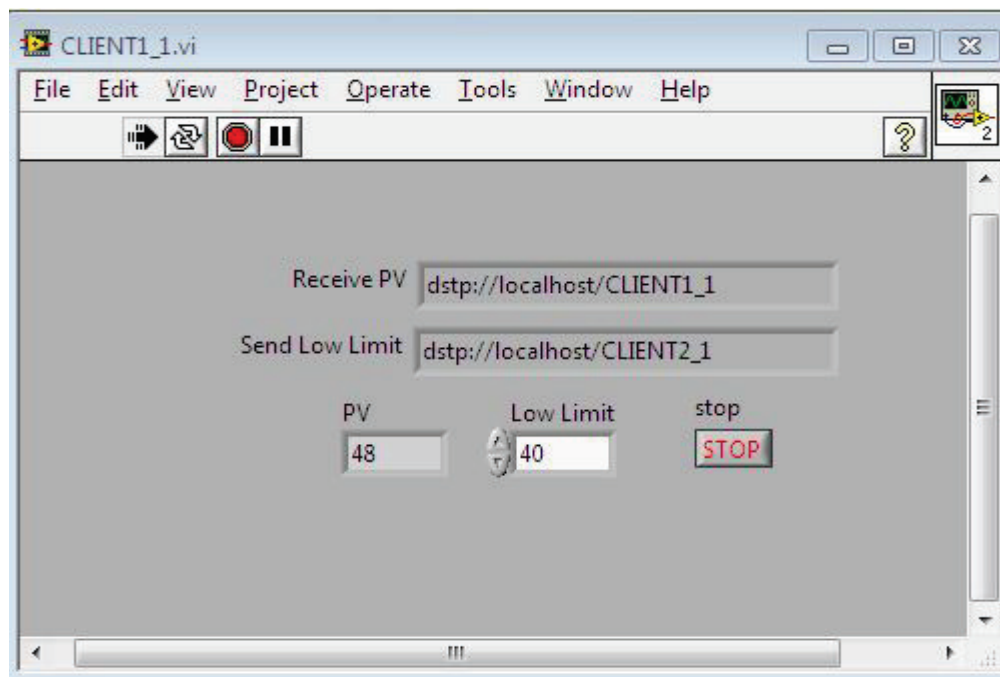 CLIENT1_1.vi
File Edit View Project Operate Tools Window Help
2
Receive PV dstp://localhost/CLIENT1_1
Send Low Limit dstp://localhost/CLIENT2_1
PV Low Limit stop
48 40 STOP